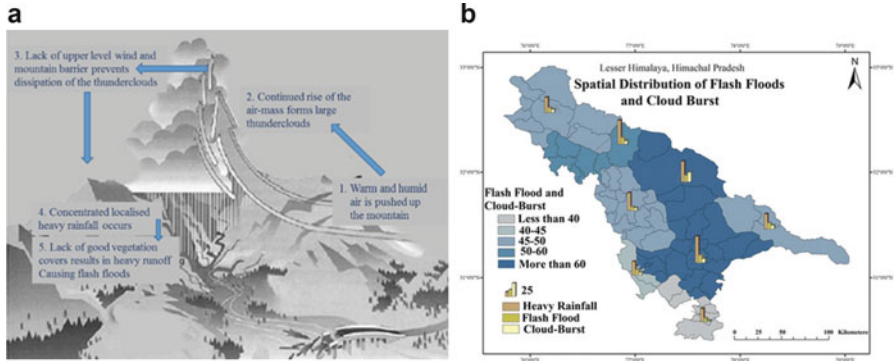 a
3. Lack of upper level wind and
mountain barrier prevents
dissipation of the thunderclouds
2. Continued rise of the
air-mass forms large
thunderclouds
1. Warm and humid
air is pushed up
the mountain
4. Concentrated localised
heavy rainfall occurs
5. Lack of good vegetation
covers results in heavy runoff
Causing flash floods
b
Lesser Himalaya, Himachal Pradesh
Spatial Distribution of Flash Floods
and Cloud Burst
N
Flash Flood and
Cloud-Burst
Less than 40
40-45
45-50
50-60
More than 60
25
Heavy Rainfall
Flash Flood
Cloud-Burst
0 25 50 100
Kilometers